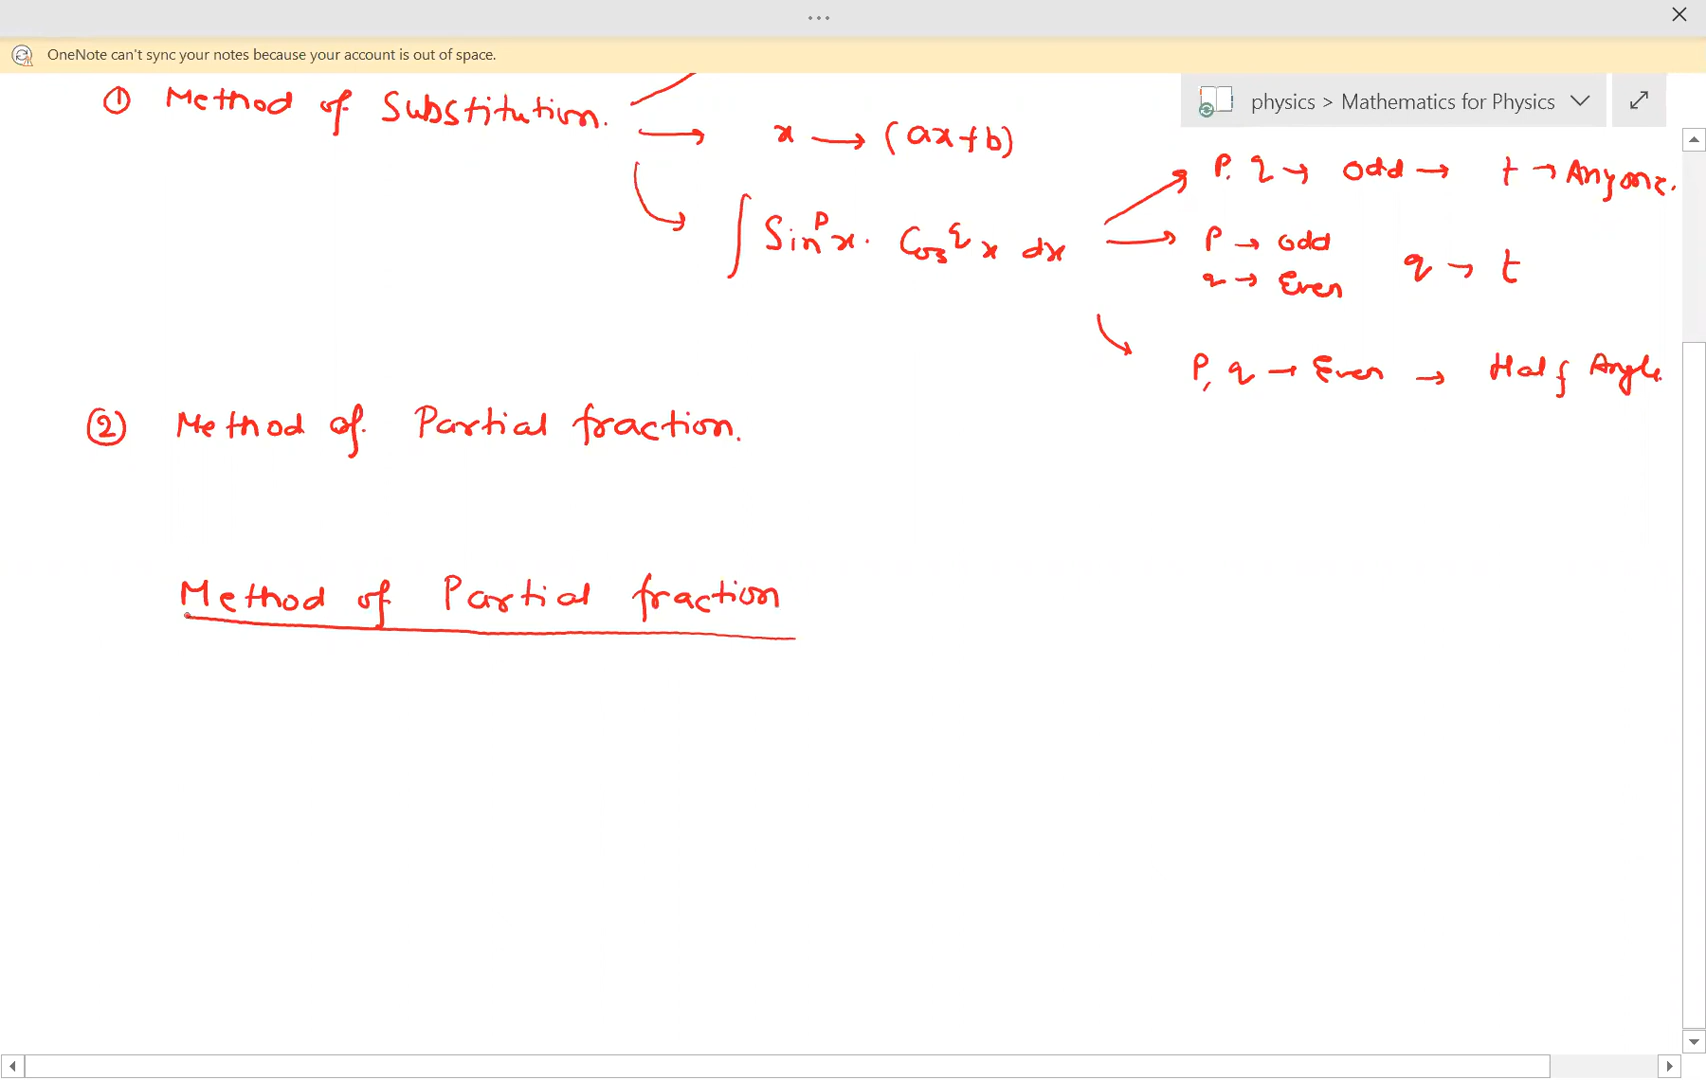 ...
OneNote can't sync your notes because your account is out of space.
physics > Mathematics for Physics
① Method of Substitution.
x → (ax+b)
∫ Sin^p x. Cos^q x dx
P, q → odd → t → Anyone.
P → odd
q → Even
q → t
P, q → Even → Half Angle.
② Method of. Partial fraction.
Method of Partial fraction